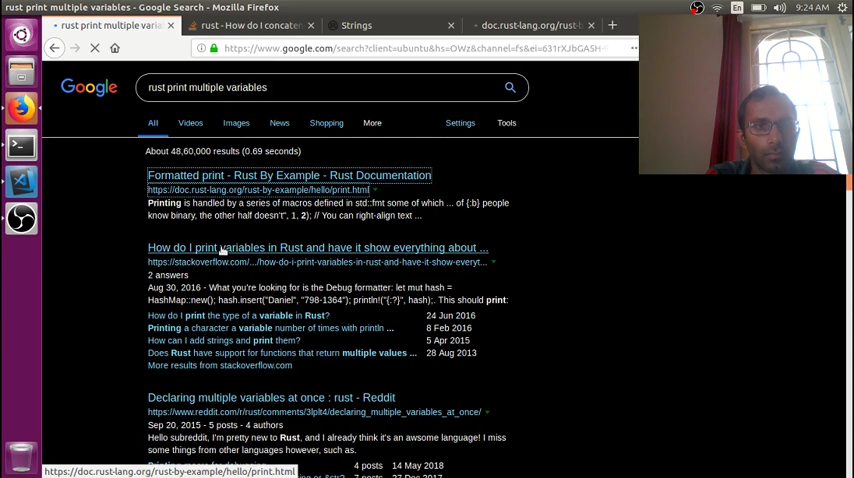 rust print multiple variables - Google Search - Mozilla Firefox
En
9:24 AM
rust print multiple variables
rust - How do I concaten
Strings
doc.rust-lang.org/rust-b
https://www.google.com/search?client=ubuntu&hs=OWz&channel=fs&ei=631rXJbGASH-
Google
rust print multiple variables
All
Videos
Images
News
Shopping
More
Settings
Tools
About 48,60,000 results (0.69 seconds)
Formatted print - Rust By Example - Rust Documentation
https://doc.rust-lang.org/rust-by-example/hello/print.html
Printing is handled by a series of macros defined in std::fmt some of which ... of {:b} people
know binary, the other half doesn't", 1, 2); // You can right-align text ...
How do I print variables in Rust and have it show everything about ...
https://stackoverflow.com/.../how-do-i-print-variables-in-rust-and-have-it-show-everyt...
2 answers
Aug 30, 2016 - What you're looking for is the Debug formatter: let mut hash =
HashMap::new(); hash.insert("Daniel", "798-1364"); println!("{:?}", hash);. This should print:
How do I print the type of a variable in Rust? 24 Jun 2016
Printing a character a variable number of times with println ... 8 Feb 2016
How can I add strings and print them? 5 Apr 2015
Does Rust have support for functions that return multiple values ... 28 Aug 2013
More results from stackoverflow.com
Declaring multiple variables at once : rust - Reddit
https://www.reddit.com/r/rust/comments/3lplt4/declaring_multiple_variables_at_once/
Sep 20, 2015 - 5 posts - 4 authors
Hello subreddit, I'm pretty new to Rust, and I already think it's an awsome language! I miss
some things from other languages however, such as.
4 posts 14 May 2018
https://doc.rust-lang.org/rust-by-example/hello/print.html
7 posts 27 Dec 2017